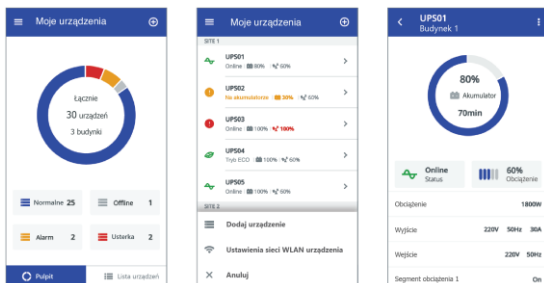 Moje urządzenia
Łącznie
30 urządzeń
3 budynki
Normalne 25
Offline 1
Alarm 2
Usterka 2
Pulpit
Lista urządzeń
Moje urządzenia
SITE 1
UPS01
Online 80% 60%
UPS02
Na akumulatorze 30% 60%
UPS03
Online 100% 100%
UPS04
Tryb ECO 100% 60%
UPS05
Online 100% 60%
SITE 2
Dodaj urządzenie
Ustawienia sieci WLAN urządzenia
Anuluj
UPS01
Budynek 1
80%
Akumulator
70min
Online
Status
60%
Obciążenie
Obciążenie 1800W
Wyjście 220V 50Hz 30A
Wejście 220V 50Hz
Segment obciążenia 1 On